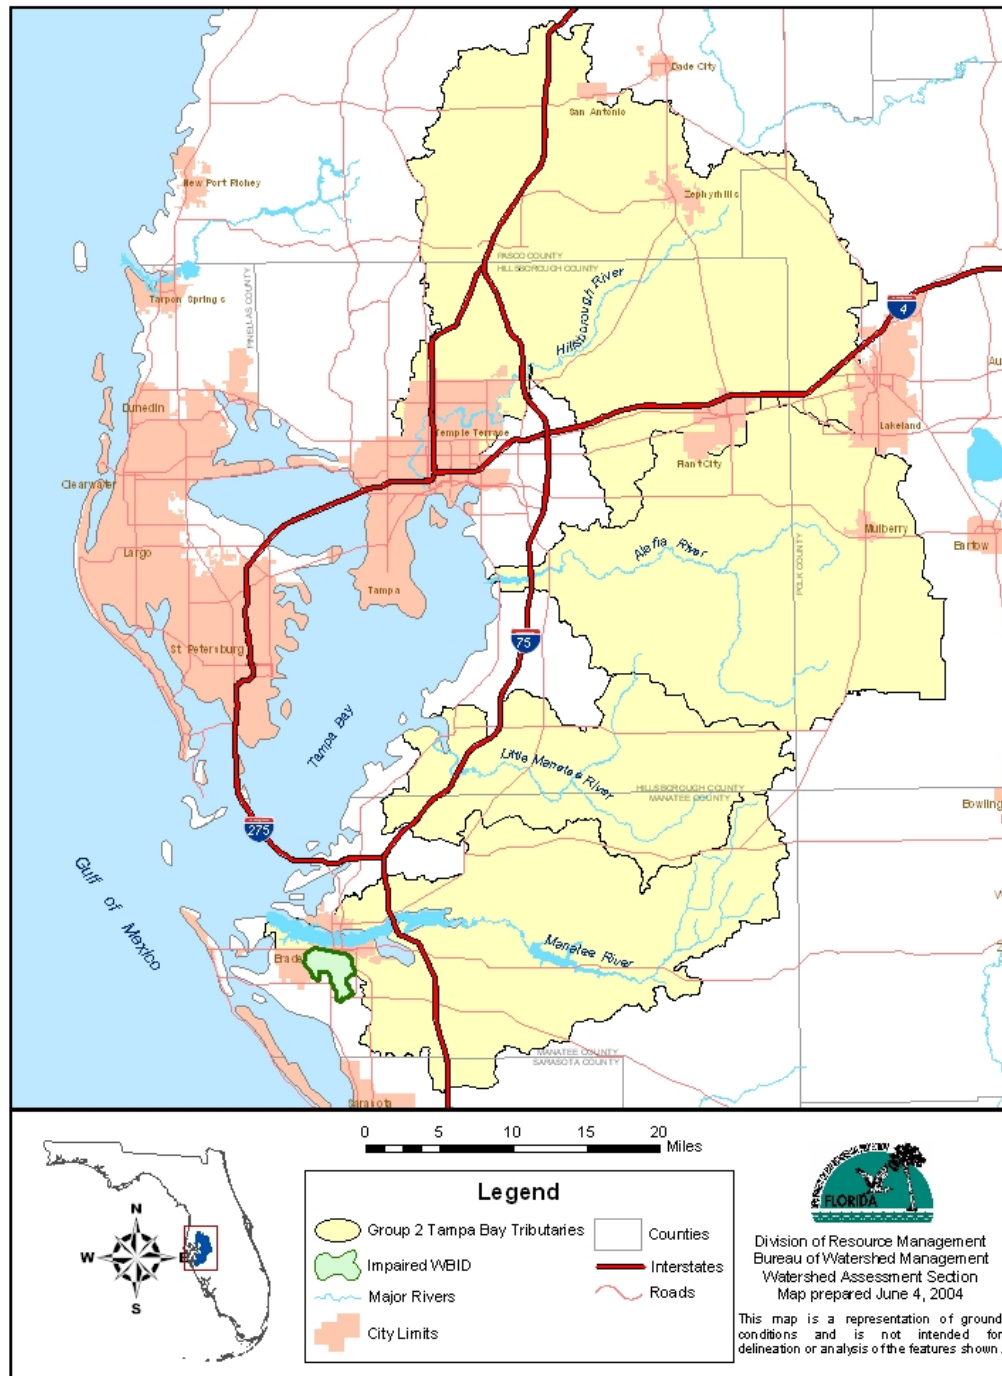 Dade City
San Antonio
New Port Richey
Zephyrhills
PASCO COUNTY
HILLSBOROUGH COUNTY
Hillsborough River
PINELLAS COUNTY
Tarpon Springs
4
Dunedin
Temple Terrace
Lakeland
Clearwater
Plant City
Largo
Mulberry
Bartow
Alafia River
POLK COUNTY
Tampa
St Petersburg
75
Tampa Bay
Little Manatee River
HILLSBOROUGH COUNTY
MANATEE COUNTY
Bowling
275
Gulf of Mexico
Manatee River
Brade
MANATEE COUNTY
SARASOTA COUNTY
Sarasota
0 5 10 15 20
Miles
N
W E
S
Legend
Group 2 Tampa Bay Tributaries
Impaired WBID
Major Rivers
City Limits
Counties
Interstates
Roads
FLORIDA
Division of Resource Management
Bureau of Watershed Management
Watershed Assessment Section
Map prepared June 4, 2004
This map is a representation of ground
conditions and is not intended for
delineation or analysis of the features shown.